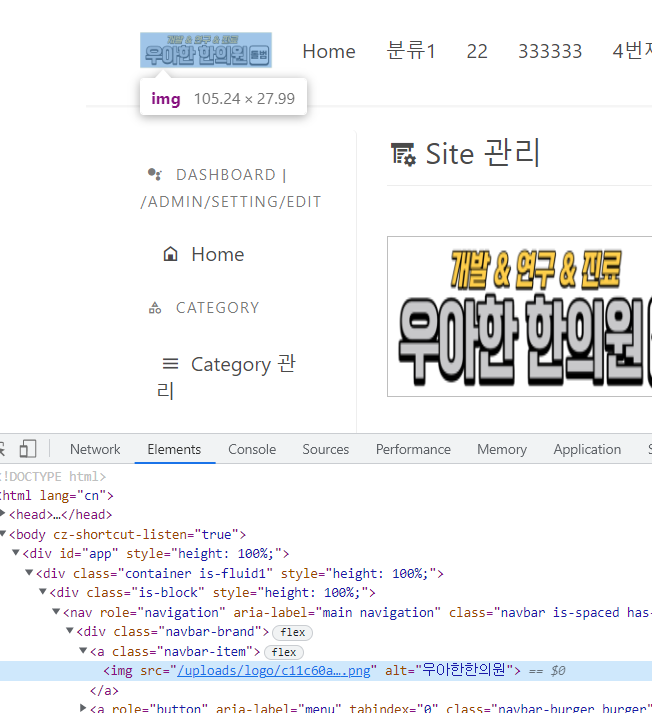 개발 & 연구 & 진료
우아한 한의원 돌범
Home 분류1 22 333333 4번
img 105.24 × 27.99
Site 관리
DASHBOARD |
/ADMIN/SETTING/EDIT
Home
개발 & 연구 & 진료
우아한 한의원
CATEGORY
Category 관
리
Network Elements Console Sources Performance Memory Application
!DOCTYPE html>
html lang="cn">
<head>…</head>
<body cz-shortcut-listen="true">
<div id="app" style="height: 100%;">
<div class="container is-fluid1" style="height: 100%;">
<div class="is-block" style="height: 100%;">
<nav role="navigation" aria-label="main navigation" class="navbar is-spaced has-
<div class="navbar-brand"> flex
<a class="navbar-item"> flex
<img src="/uploads/logo/c11c60a….png" alt="우아한한의원"> == $0
</a>
<a role="button" aria-label="menu" tabindex="0" class="navbar-burger burger"